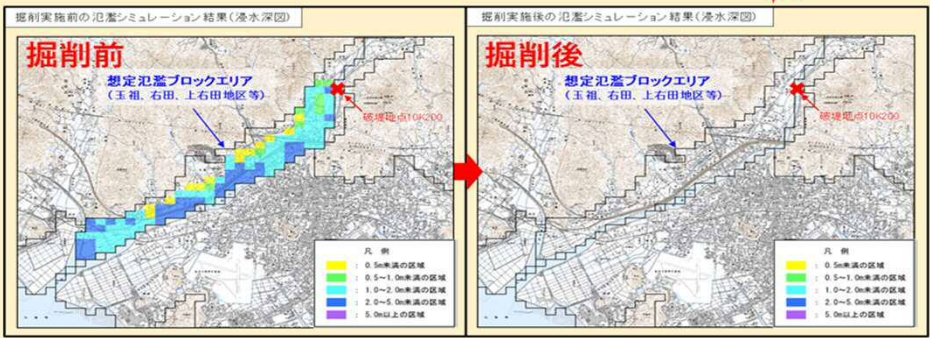 掘削実施前の氾濫シミュレーション結果(浸水深図)
掘削前
想定氾濫ブロックエリア
(玉祖、右田、上右田地区等)
破堤地点10K200
凡 例
: 0.5m未満の区域
: 0.5～1.0m未満の区域
: 1.0～2.0m未満の区域
: 2.0～5.0m未満の区域
: 5.0m以上の区域
掘削実施後の氾濫シミュレーション結果(浸水深図)
掘削後
想定氾濫ブロックエリア
(玉祖、右田、上右田地区等)
破堤地点10K200
凡 例
: 0.5m未満の区域
: 0.5～1.0m未満の区域
: 1.0～2.0m未満の区域
: 2.0～5.0m未満の区域
: 5.0m以上の区域